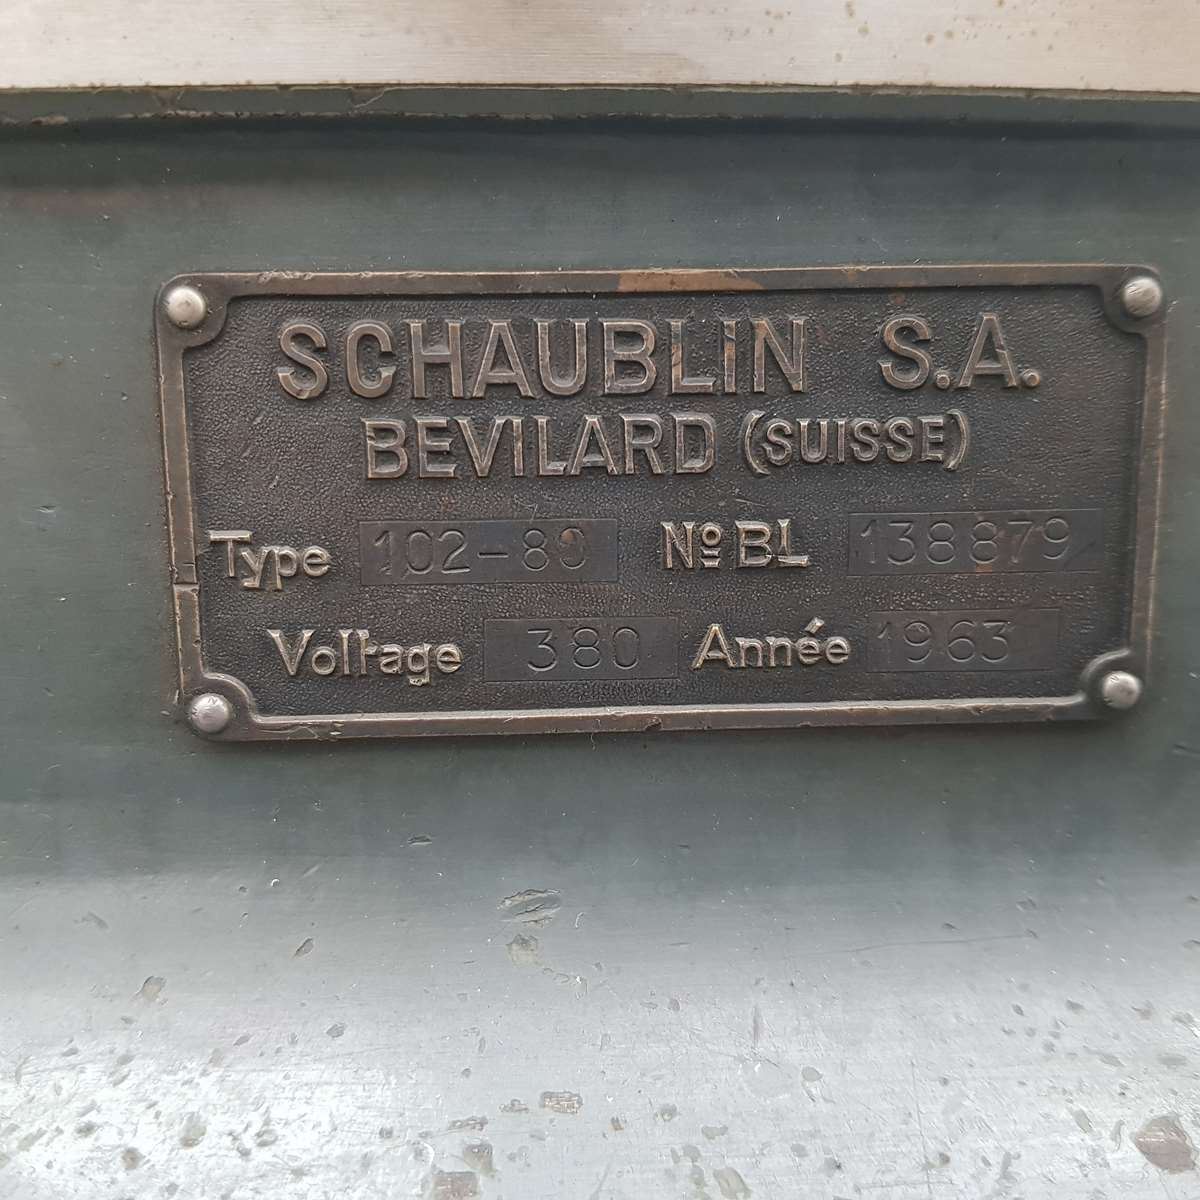 SCHAUBLIN S.A.
BEVILARD (SUISSE)
Type 102-80 Nº BL 138879
Voltage 380 Année 1963